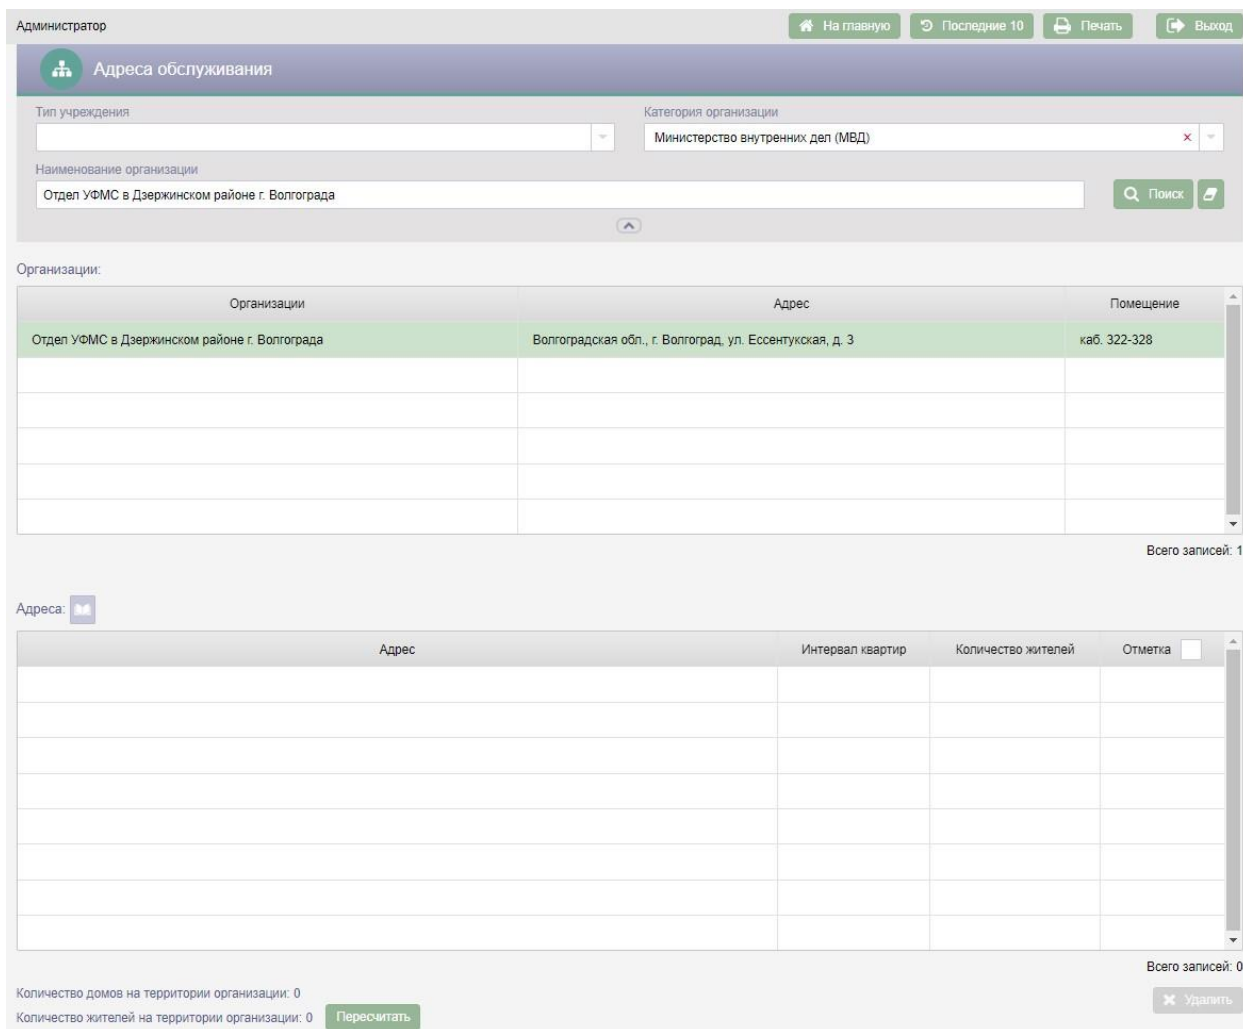 Администратор На главную Последние 10 Печать Выход
Адреса обслуживания
Тип учреждения Категория организации
Министерство внутренних дел (МВД)
Наименование организации
Отдел УФМС в Дзержинском районе г. Волгограда Поиск
Организации:
Организации Адрес Помещение
Отдел УФМС в Дзержинском районе г. Волгограда Волгоградская обл., г. Волгоград, ул. Ессентукская, д. 3 каб. 322-328
Всего записей: 1
Адреса:
Адрес Интервал квартир Количество жителей Отметка
Всего записей: 0
Количество домов на территории организации: 0
Удалить
Количество жителей на территории организации: 0 Пересчитать